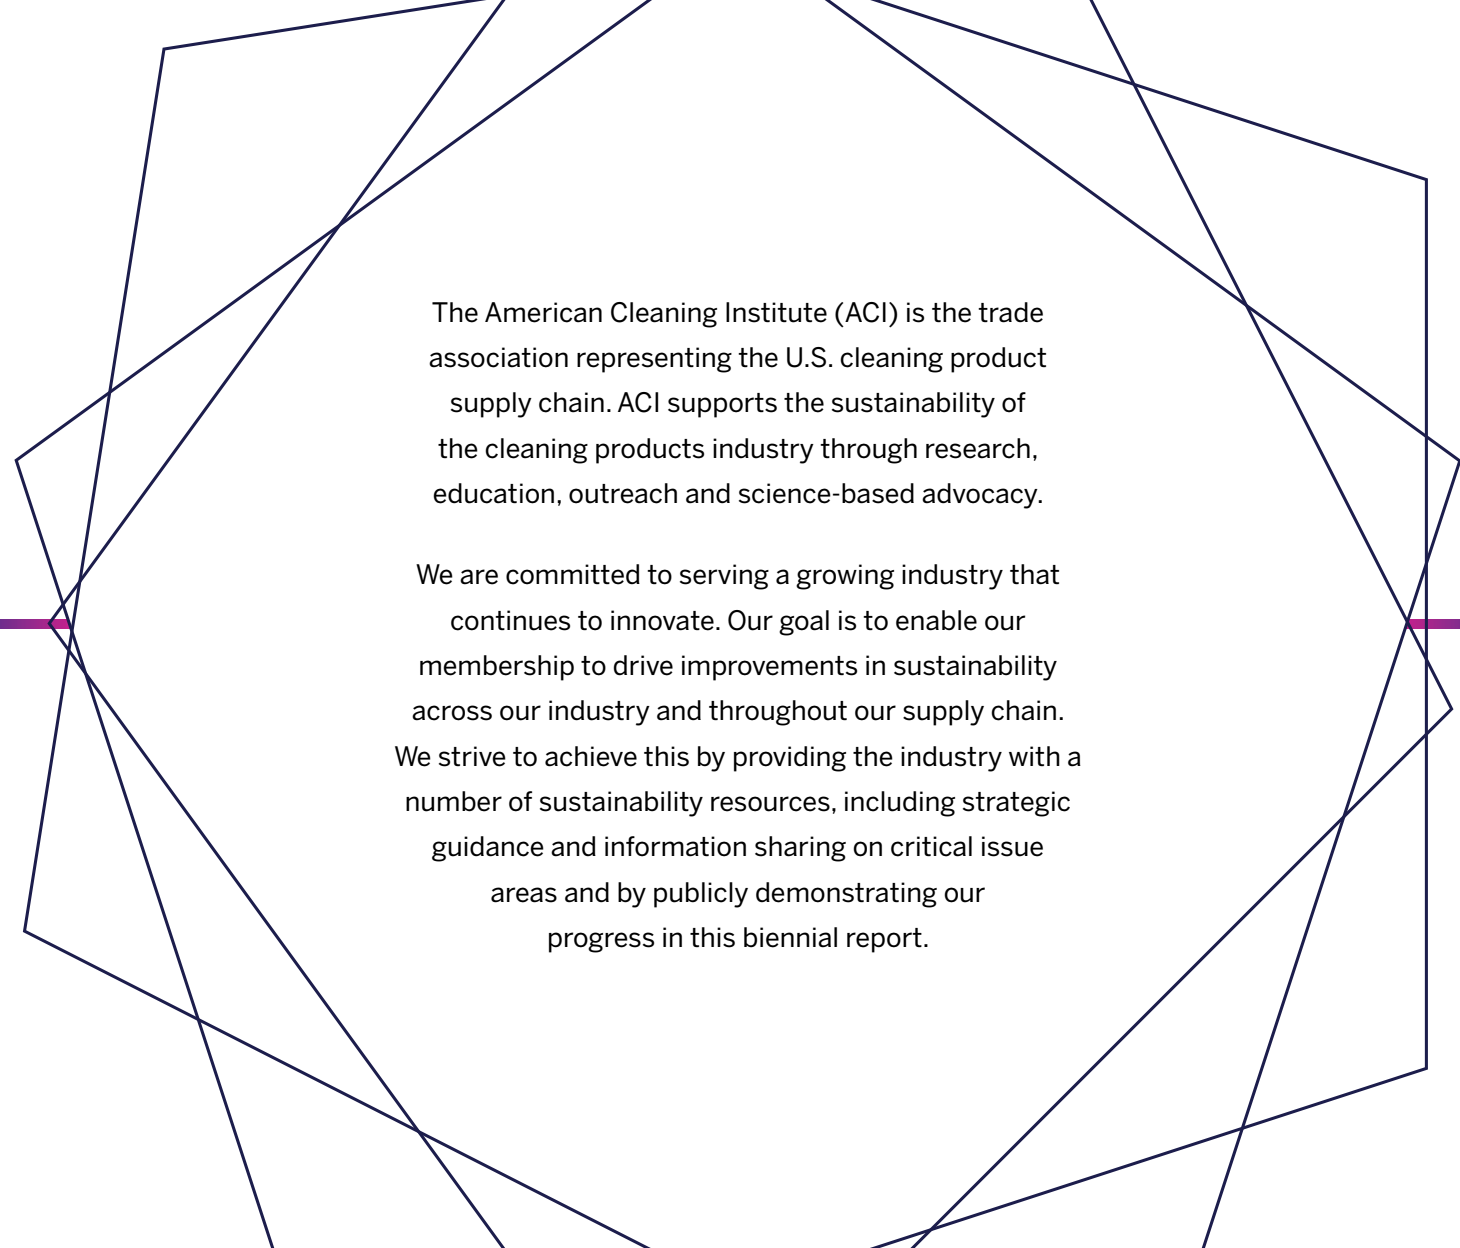 The American Cleaning Institute (ACI) is the trade
association representing the U.S. cleaning product
supply chain. ACI supports the sustainability of
the cleaning products industry through research,
education, outreach and science-based advocacy.
We are committed to serving a growing industry that
continues to innovate. Our goal is to enable our
membership to drive improvements in sustainability
across our industry and throughout our supply chain.
We strive to achieve this by providing the industry with a
number of sustainability resources, including strategic
guidance and information sharing on critical issue
areas and by publicly demonstrating our
progress in this biennial report.